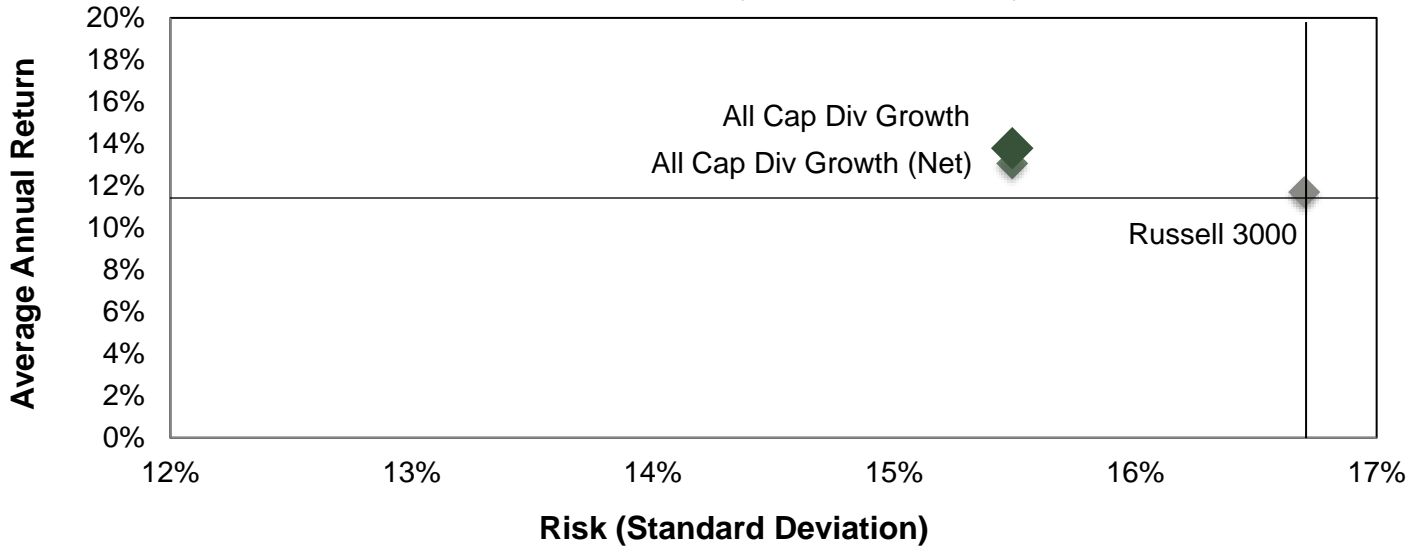 Average Annual Return
20%
18%
16%
14%
12%
10%
8%
6%
4%
2%
0%
All Cap Div Growth
All Cap Div Growth (Net)
Russell 3000
12% 13% 14% 15% 16% 17%
Risk (Standard Deviation)